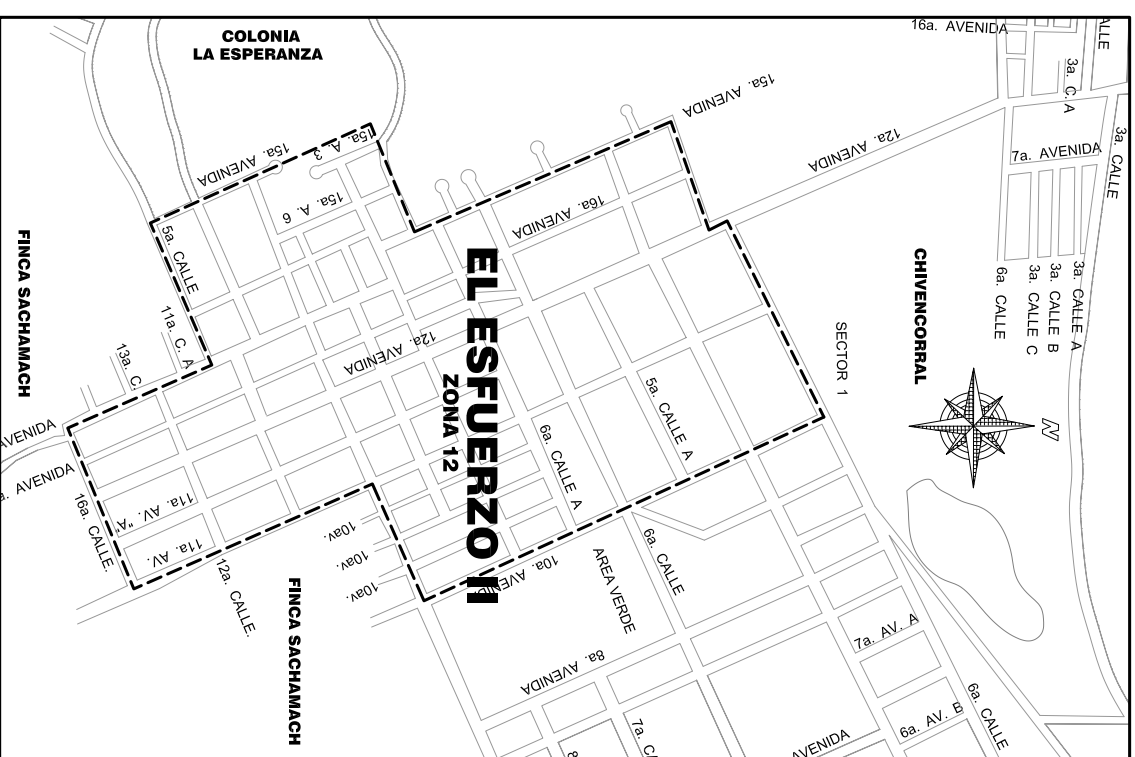 COLONIA
LA ESPERANZA
16a. AVENIDA
ALLE
3a. C. A
3a. CALLE
7a. AVENIDA
15a. AVENIDA
12a. AVENIDA
15a. A. 3
15a. AVENIDA
15a. A. 6
16a. AVENIDA
5a. CALLE
FINCA SACHAMACH
11a. C. A
13a. C.
12a. AVENIDA
EL ESFUERZO II
ZONA 12
CHIVENCORRAL
6a. CALLE
3a. CALLE C
3a. CALLE B
3a. CALLE A
SECTOR 1
N
5a. CALLE A
6a. CALLE A
AVENIDA
a. AVENIDA
16a. CALLE.
11a. AV. "A"
11a. AV.
12a. CALLE.
10av.
10av.
10av.
FINCA SACHAMACH
10a. AVENIDA
AREA VERDE
6a. CALLE
8a. AVENIDA
7a. CA
7a. AV. A
6a. AV. B
6a. CALLE
AVENIDA